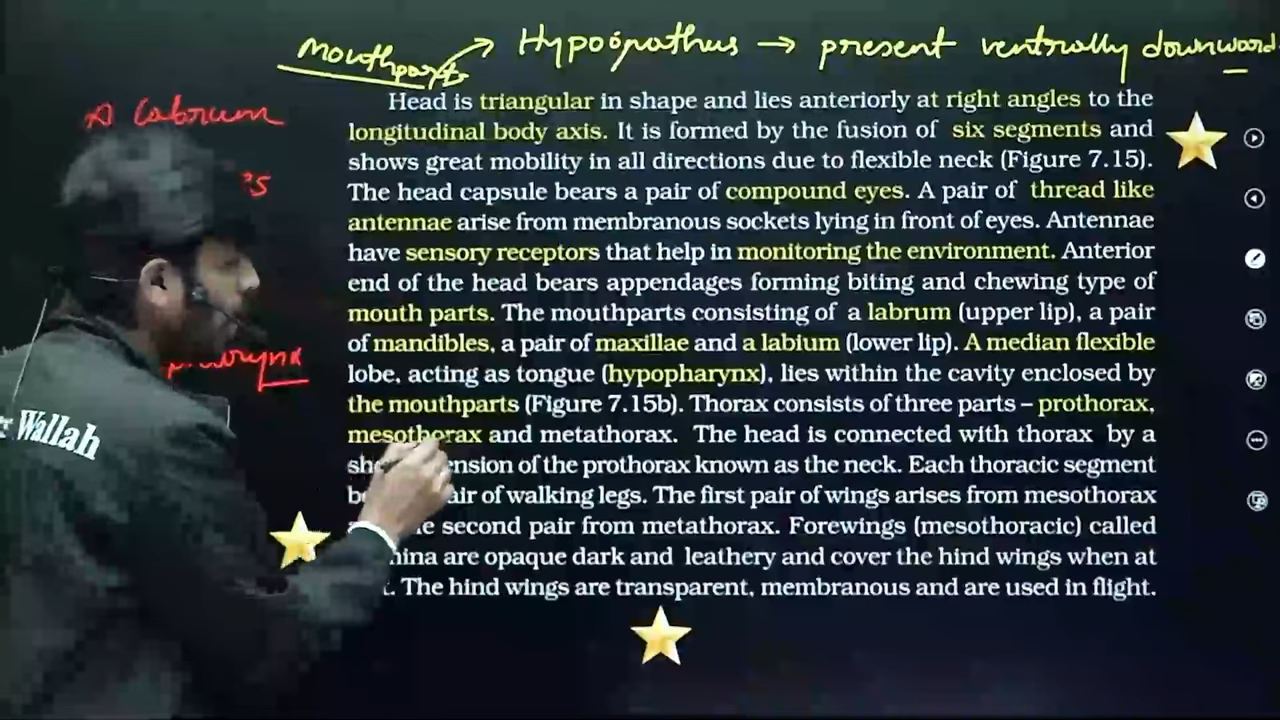 mouthparts → Hypoōpathus → present ventrally downward
labrum
Head is triangular in shape and lies anteriorly at right angles to the
longitudinal body axis. It is formed by the fusion of six segments and
shows great mobility in all directions due to flexible neck (Figure 7.15).
The head capsule bears a pair of compound eyes. A pair of thread like
antennae arise from membranous sockets lying in front of eyes. Antennae
have sensory receptors that help in monitoring the environment. Anterior
end of the head bears appendages forming biting and chewing type of
mouth parts. The mouthparts consisting of a labrum (upper lip), a pair
of mandibles, a pair of maxillae and a labium (lower lip). A median flexible
lobe, acting as tongue (hypopharynx), lies within the cavity enclosed by
the mouthparts (Figure 7.15b). Thorax consists of three parts – prothorax,
mesothorax and metathorax. The head is connected with thorax by a
ension of the prothorax known as the neck. Each thoracic segment
air of walking legs. The first pair of wings arises from mesothorax
second pair from metathorax. Forewings (mesothoracic) called
mina are opaque dark and leathery and cover the hind wings when at
The hind wings are transparent, membranous and are used in flight.
Wallah